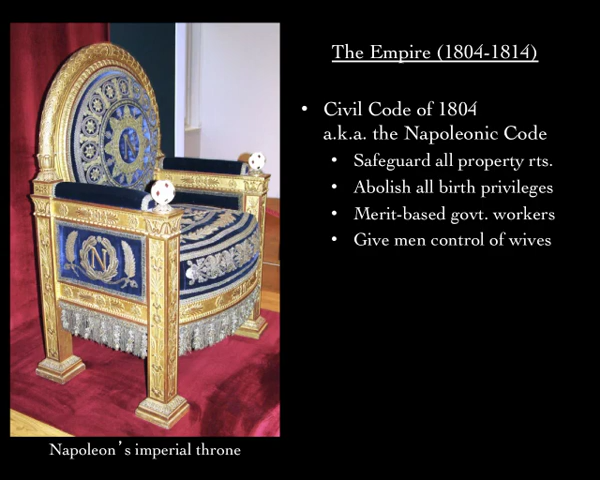 The Empire (1804-1814)
• Civil Code of 1804
a.k.a. the Napoleonic Code
• Safeguard all property rts.
• Abolish all birth privileges
• Merit-based govt. workers
• Give men control of wives
N
N
Napoleon’s imperial throne